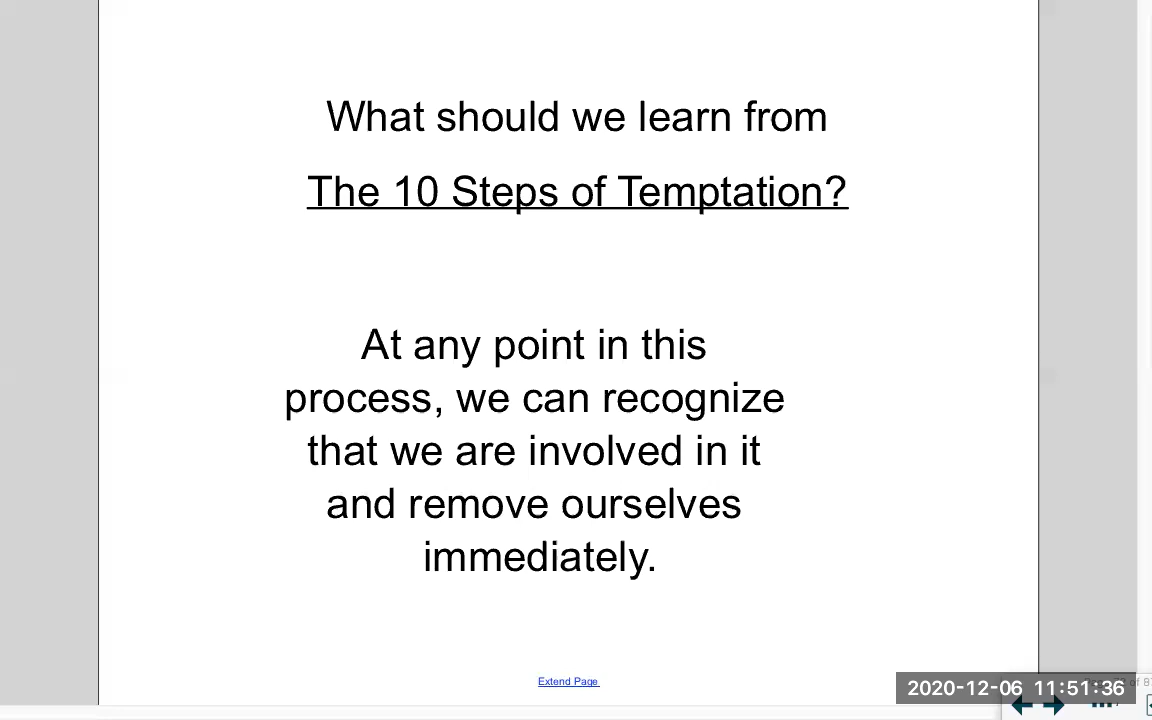 What should we learn from
The 10 Steps of Temptation?
At any point in this
process, we can recognize
that we are involved in it
and remove ourselves
immediately.
Extend Page
2020-12-06 11:51:36